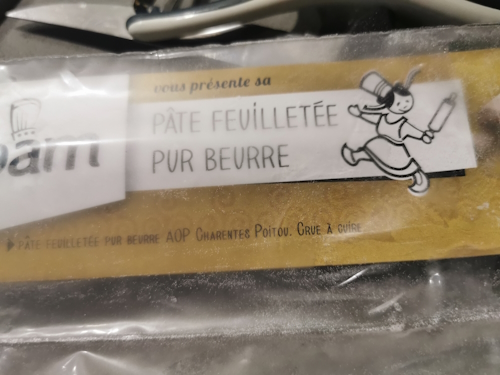 vous présente sa
PÂTE FEUILLETÉE
PUR BEURRE
PÂTE FEUILLETÉE PUR BEURRE AOP CHARENTES POITOU. CRUE À CUIRE